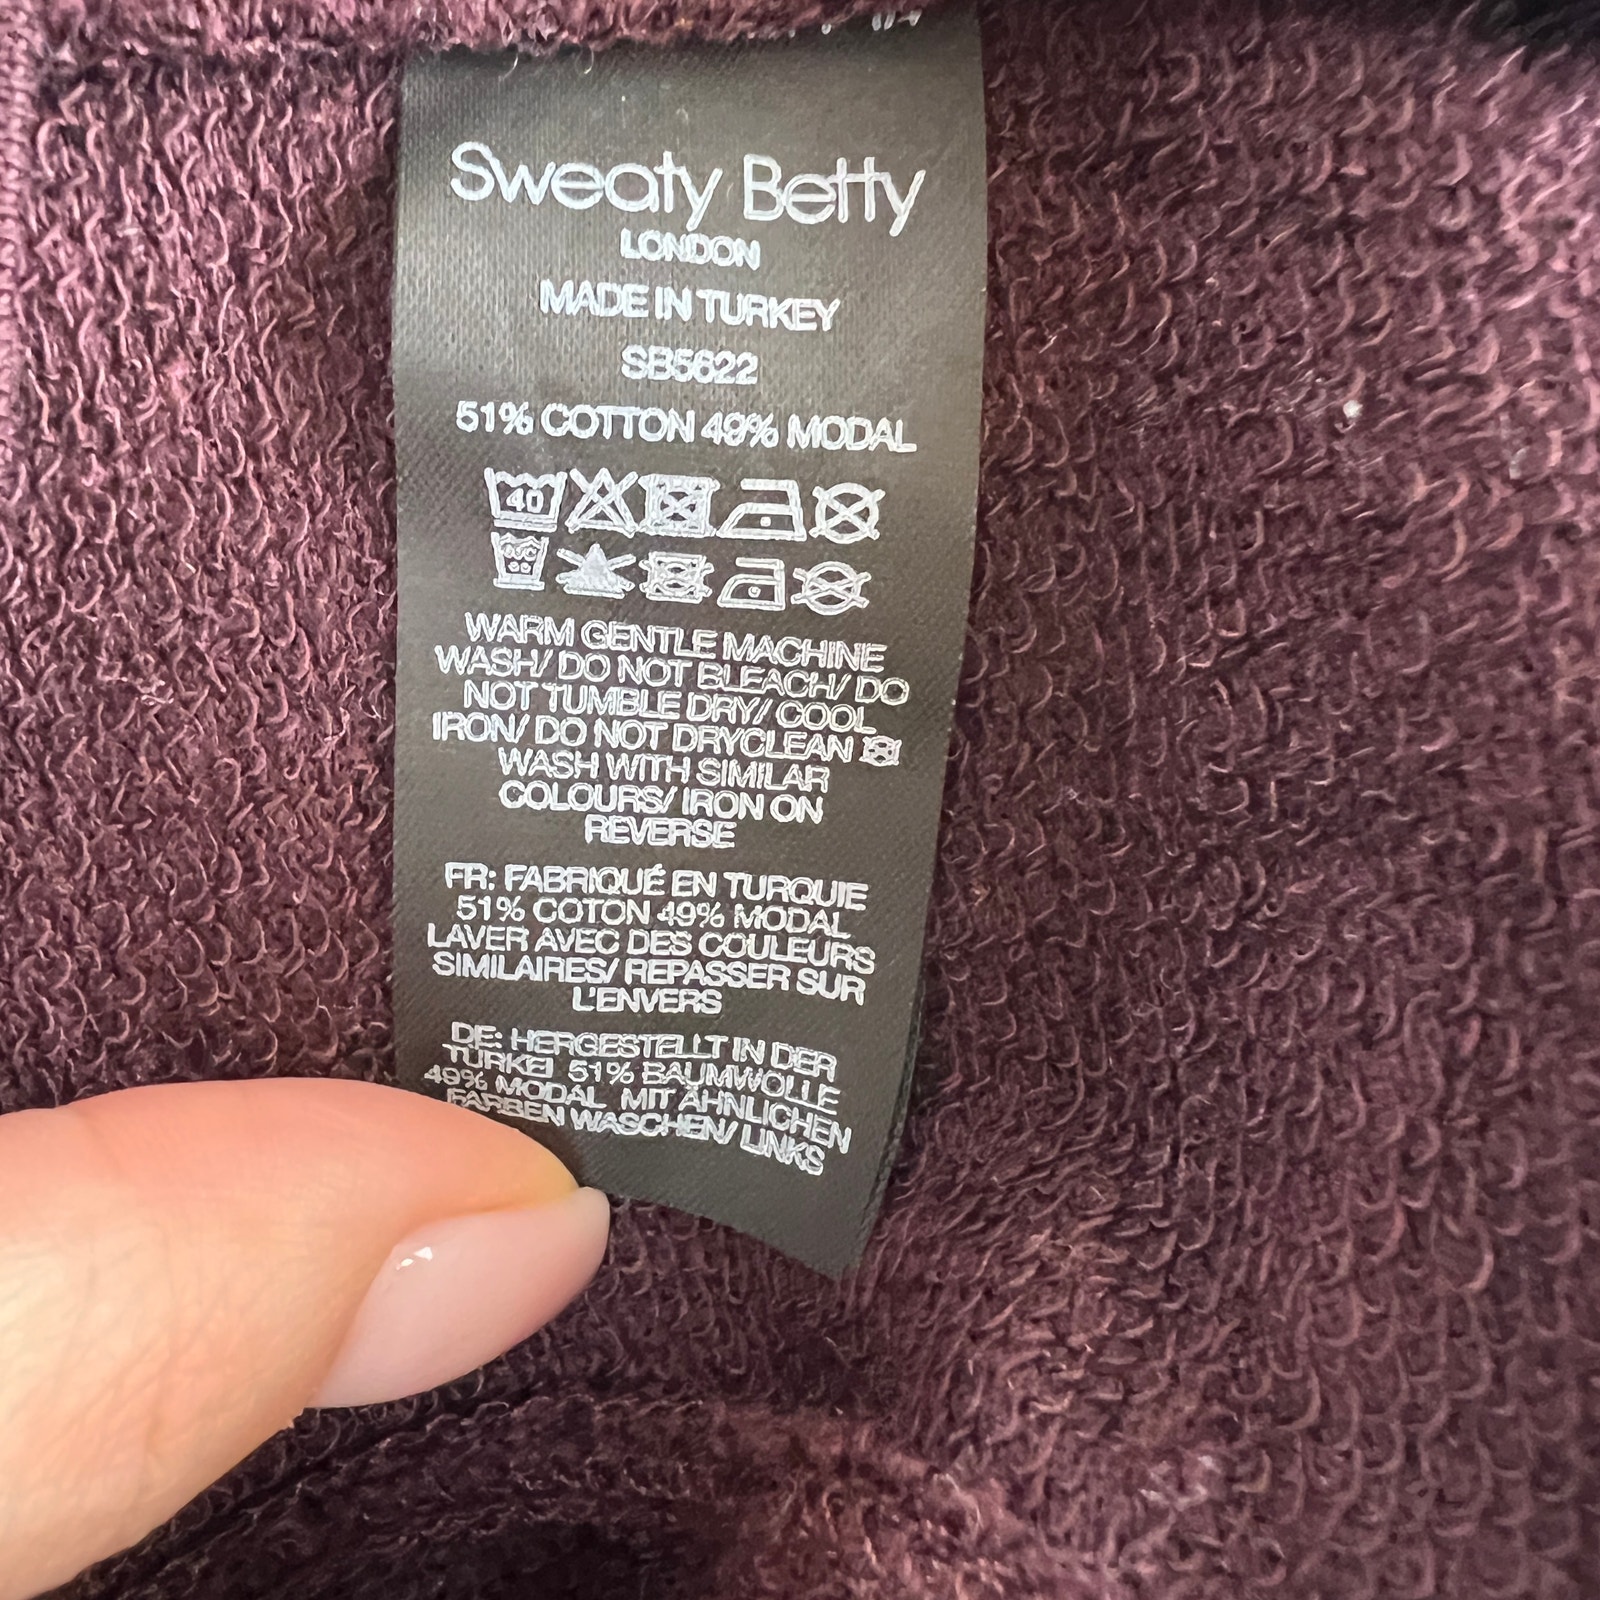 Sweaty Betty
LONDON
MADE IN TURKEY
SB5622
51% COTTON 49% MODAL
40
WARM GENTLE MACHINE
WASH/ DO NOT BLEACH/ DO
NOT TUMBLE DRY/ COOL
IRON/ DO NOT DRYCLEAN
WASH WITH SIMILAR
COLOURS/ IRON ON
REVERSE
FR: FABRIQUÉ EN TURQUIE
51% COTON 49% MODAL
LAVER AVEC DES COULEURS
SIMILAIRES/ REPASSER SUR
L'ENVERS
DE: HERGESTELLT IN DER
TÜRKEI 51% BAUMWOLLE
49% MODAL MIT ÄHNLICHEN
FARBEN WASCHEN/ LINKS